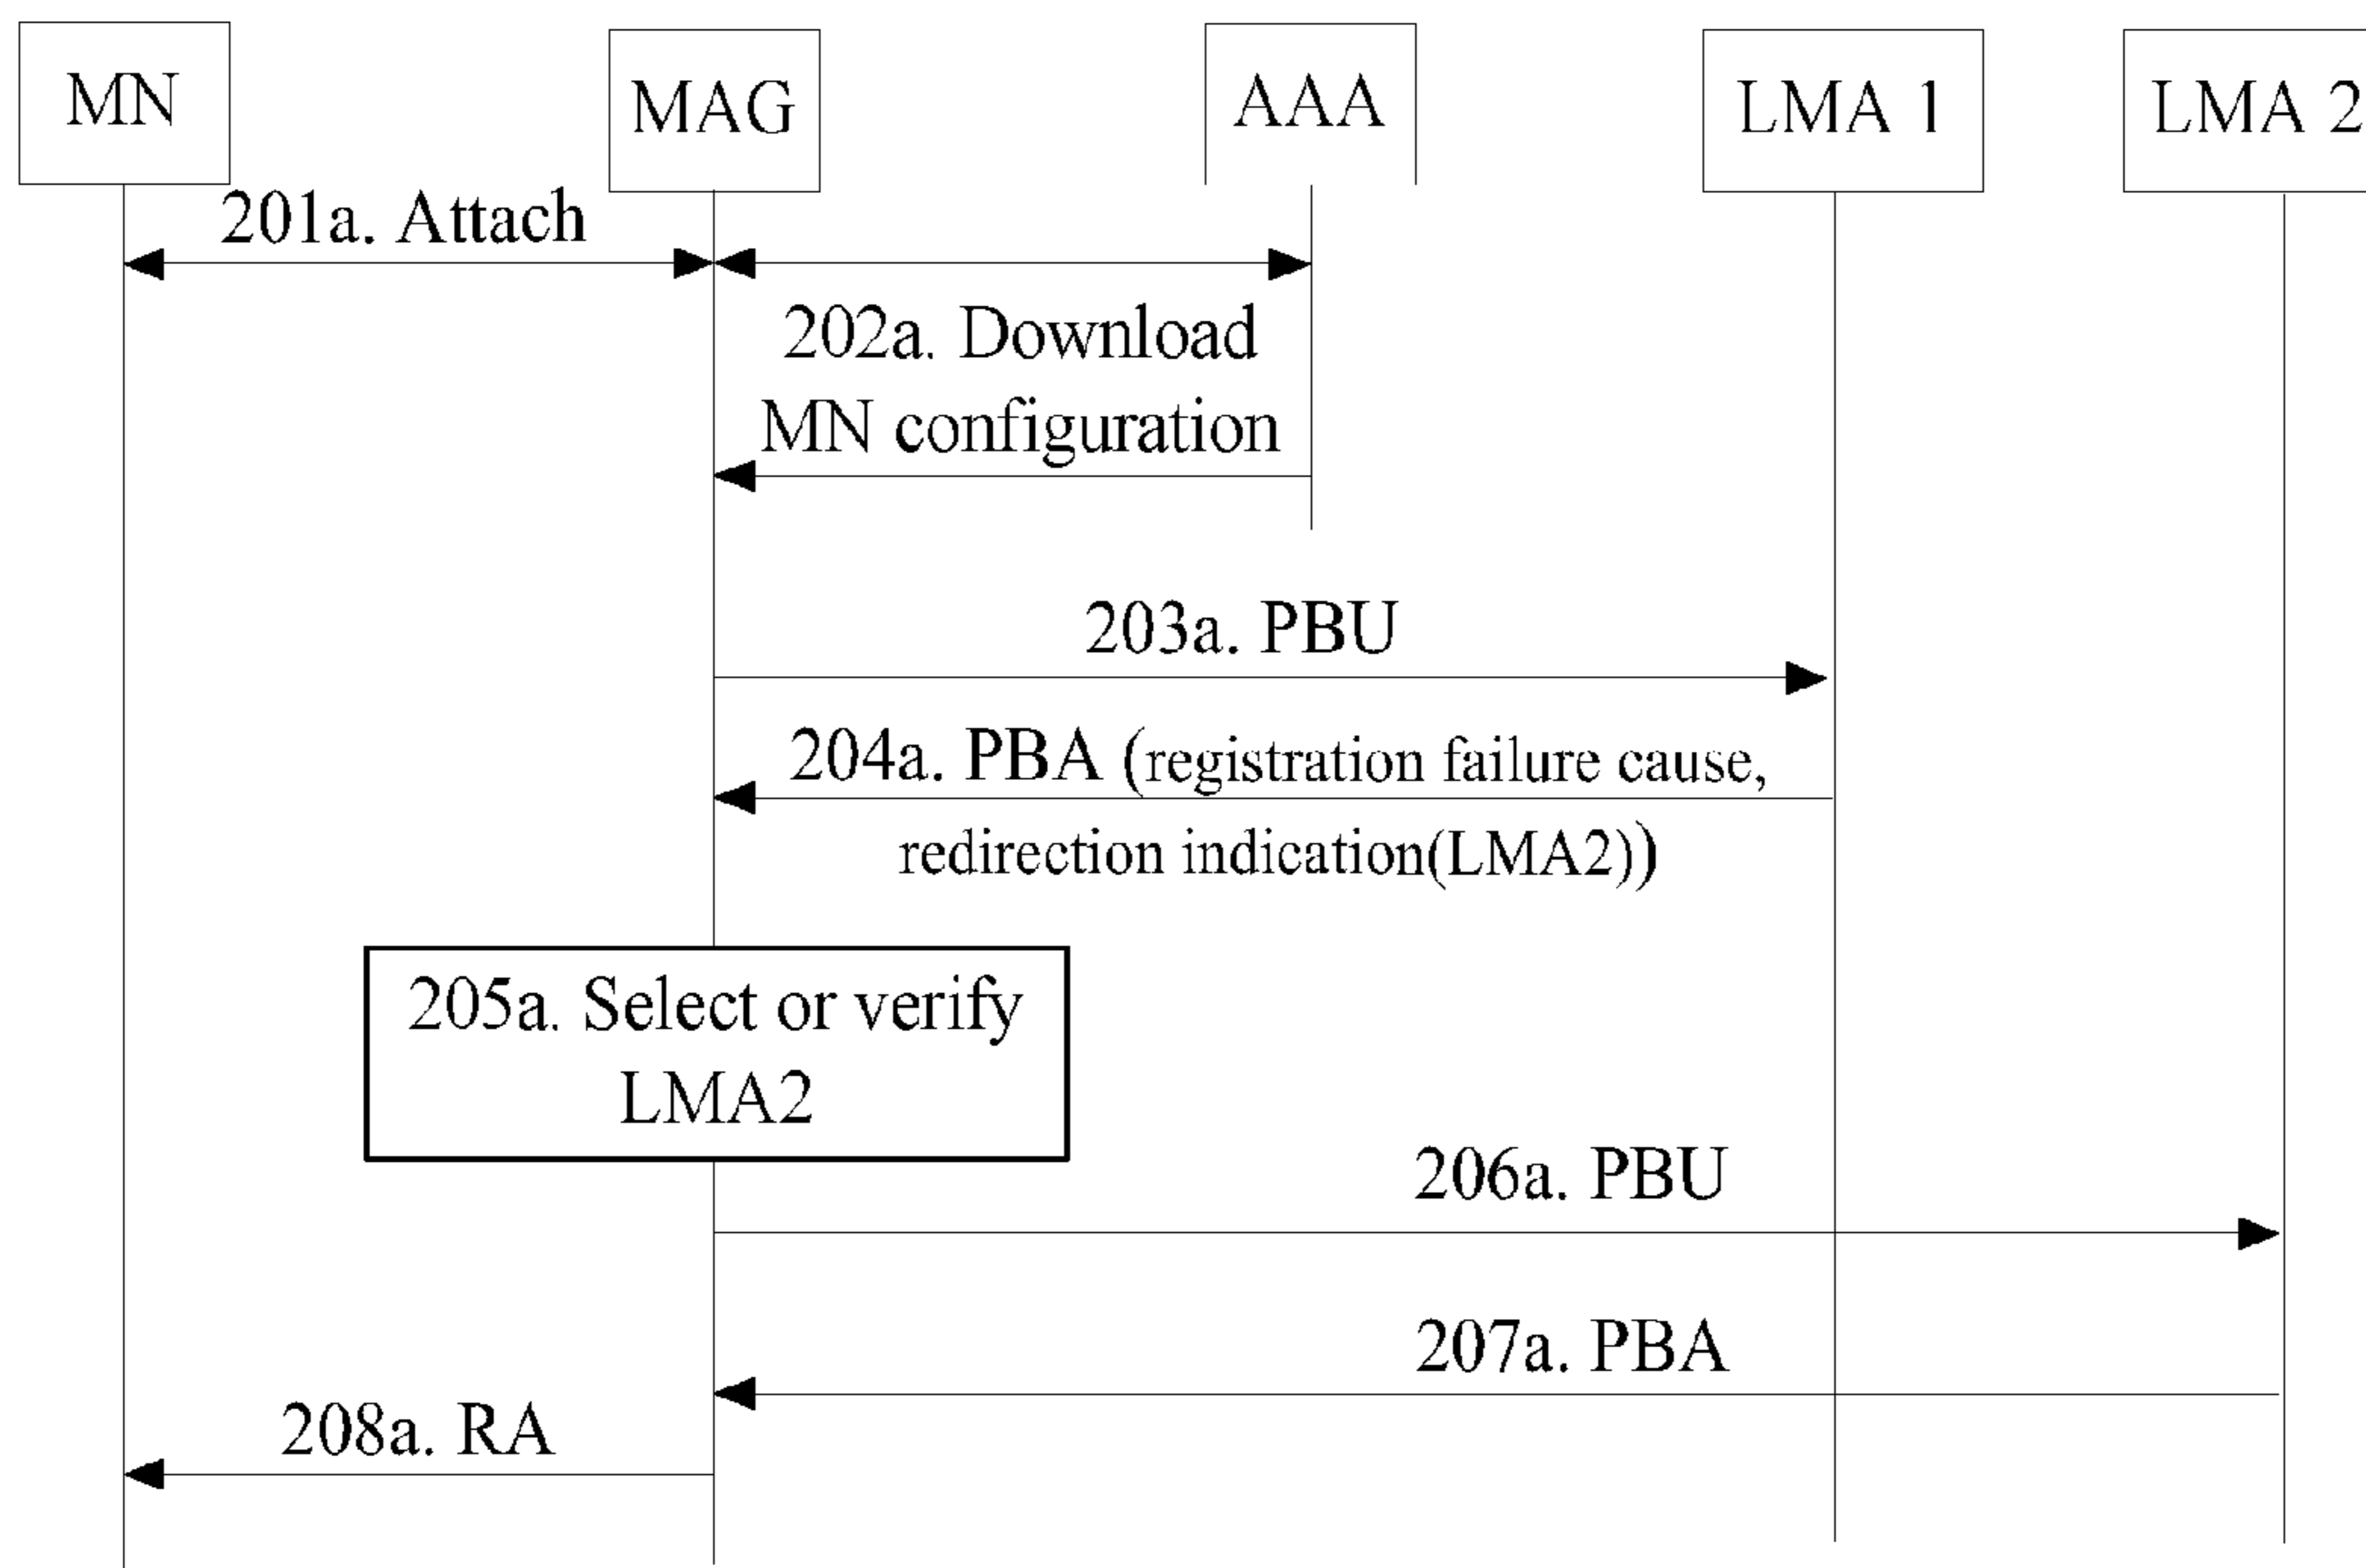 MN
MAG
AAA
LMA 1
LMA 2
201a. Attach
202a. Download
MN configuration
203a. PBU
204a. PBA (registration failure cause,
redirection indication(LMA2))
205a. Select or verify
LMA2
206a. PBU
207a. PBA
208a. RA